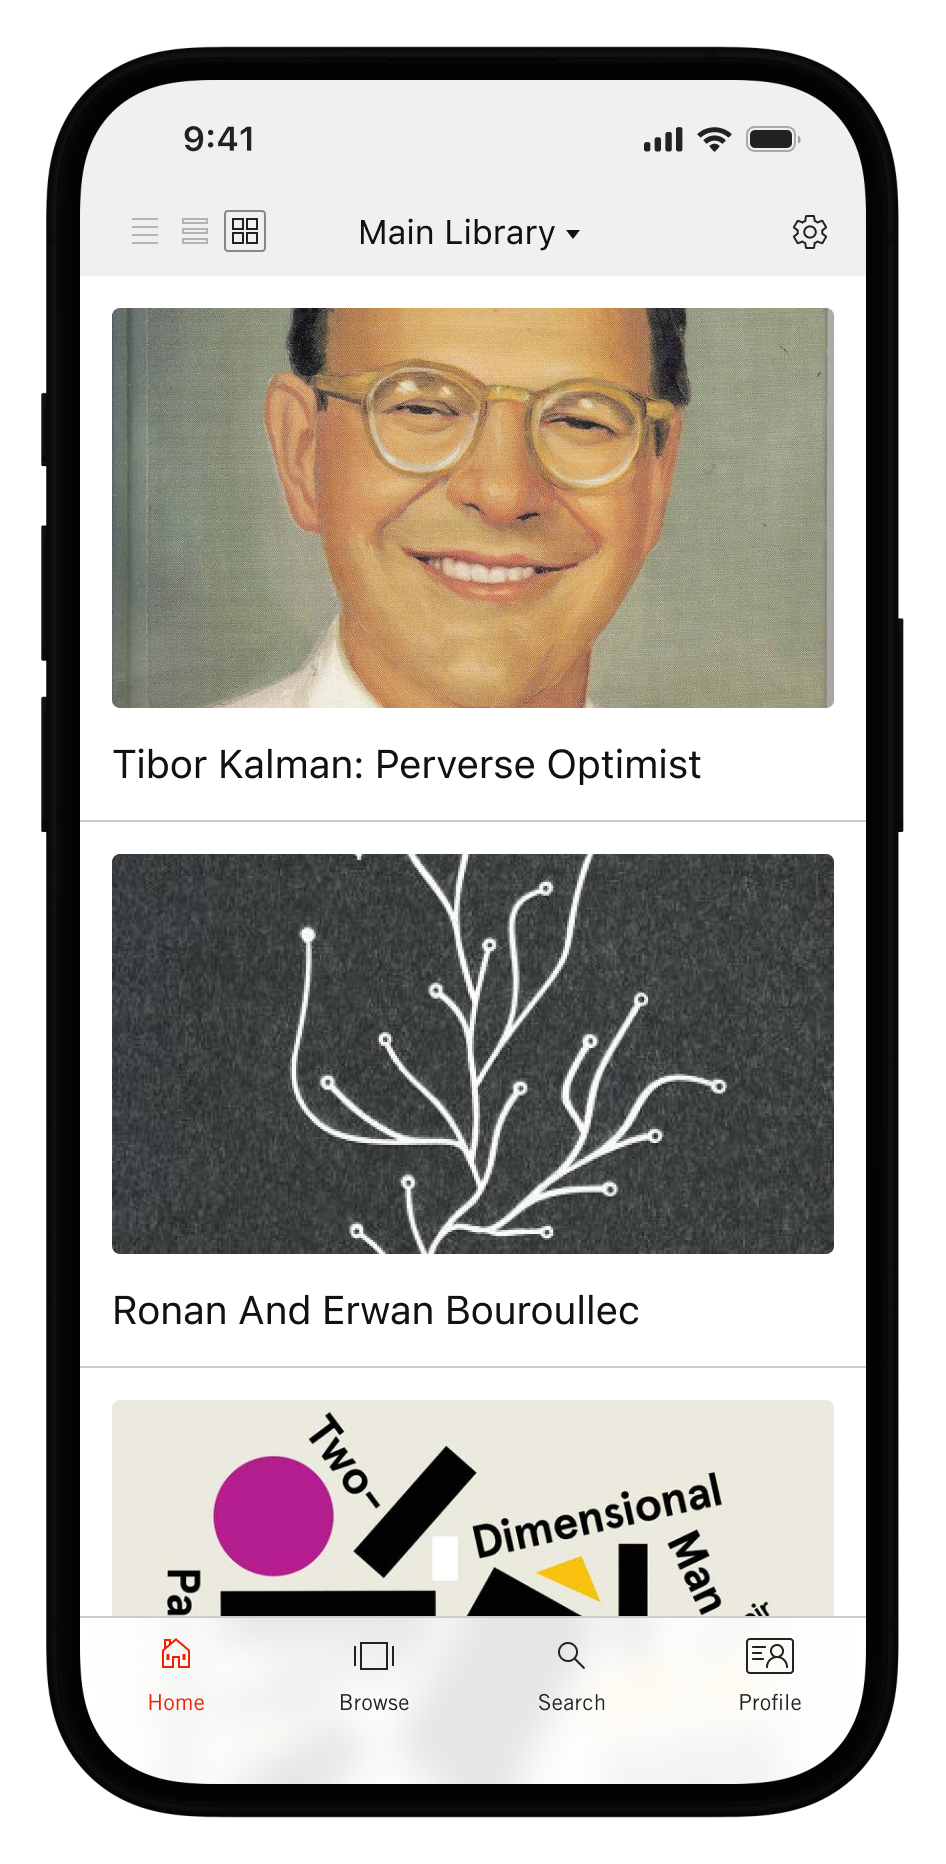 9:41
Main Library
Tibor Kalman: Perverse Optimist
Ronan And Erwan Bouroullec
Two-
Dimensional
Man
Pa
ir
Home
Browse
Search
Profile